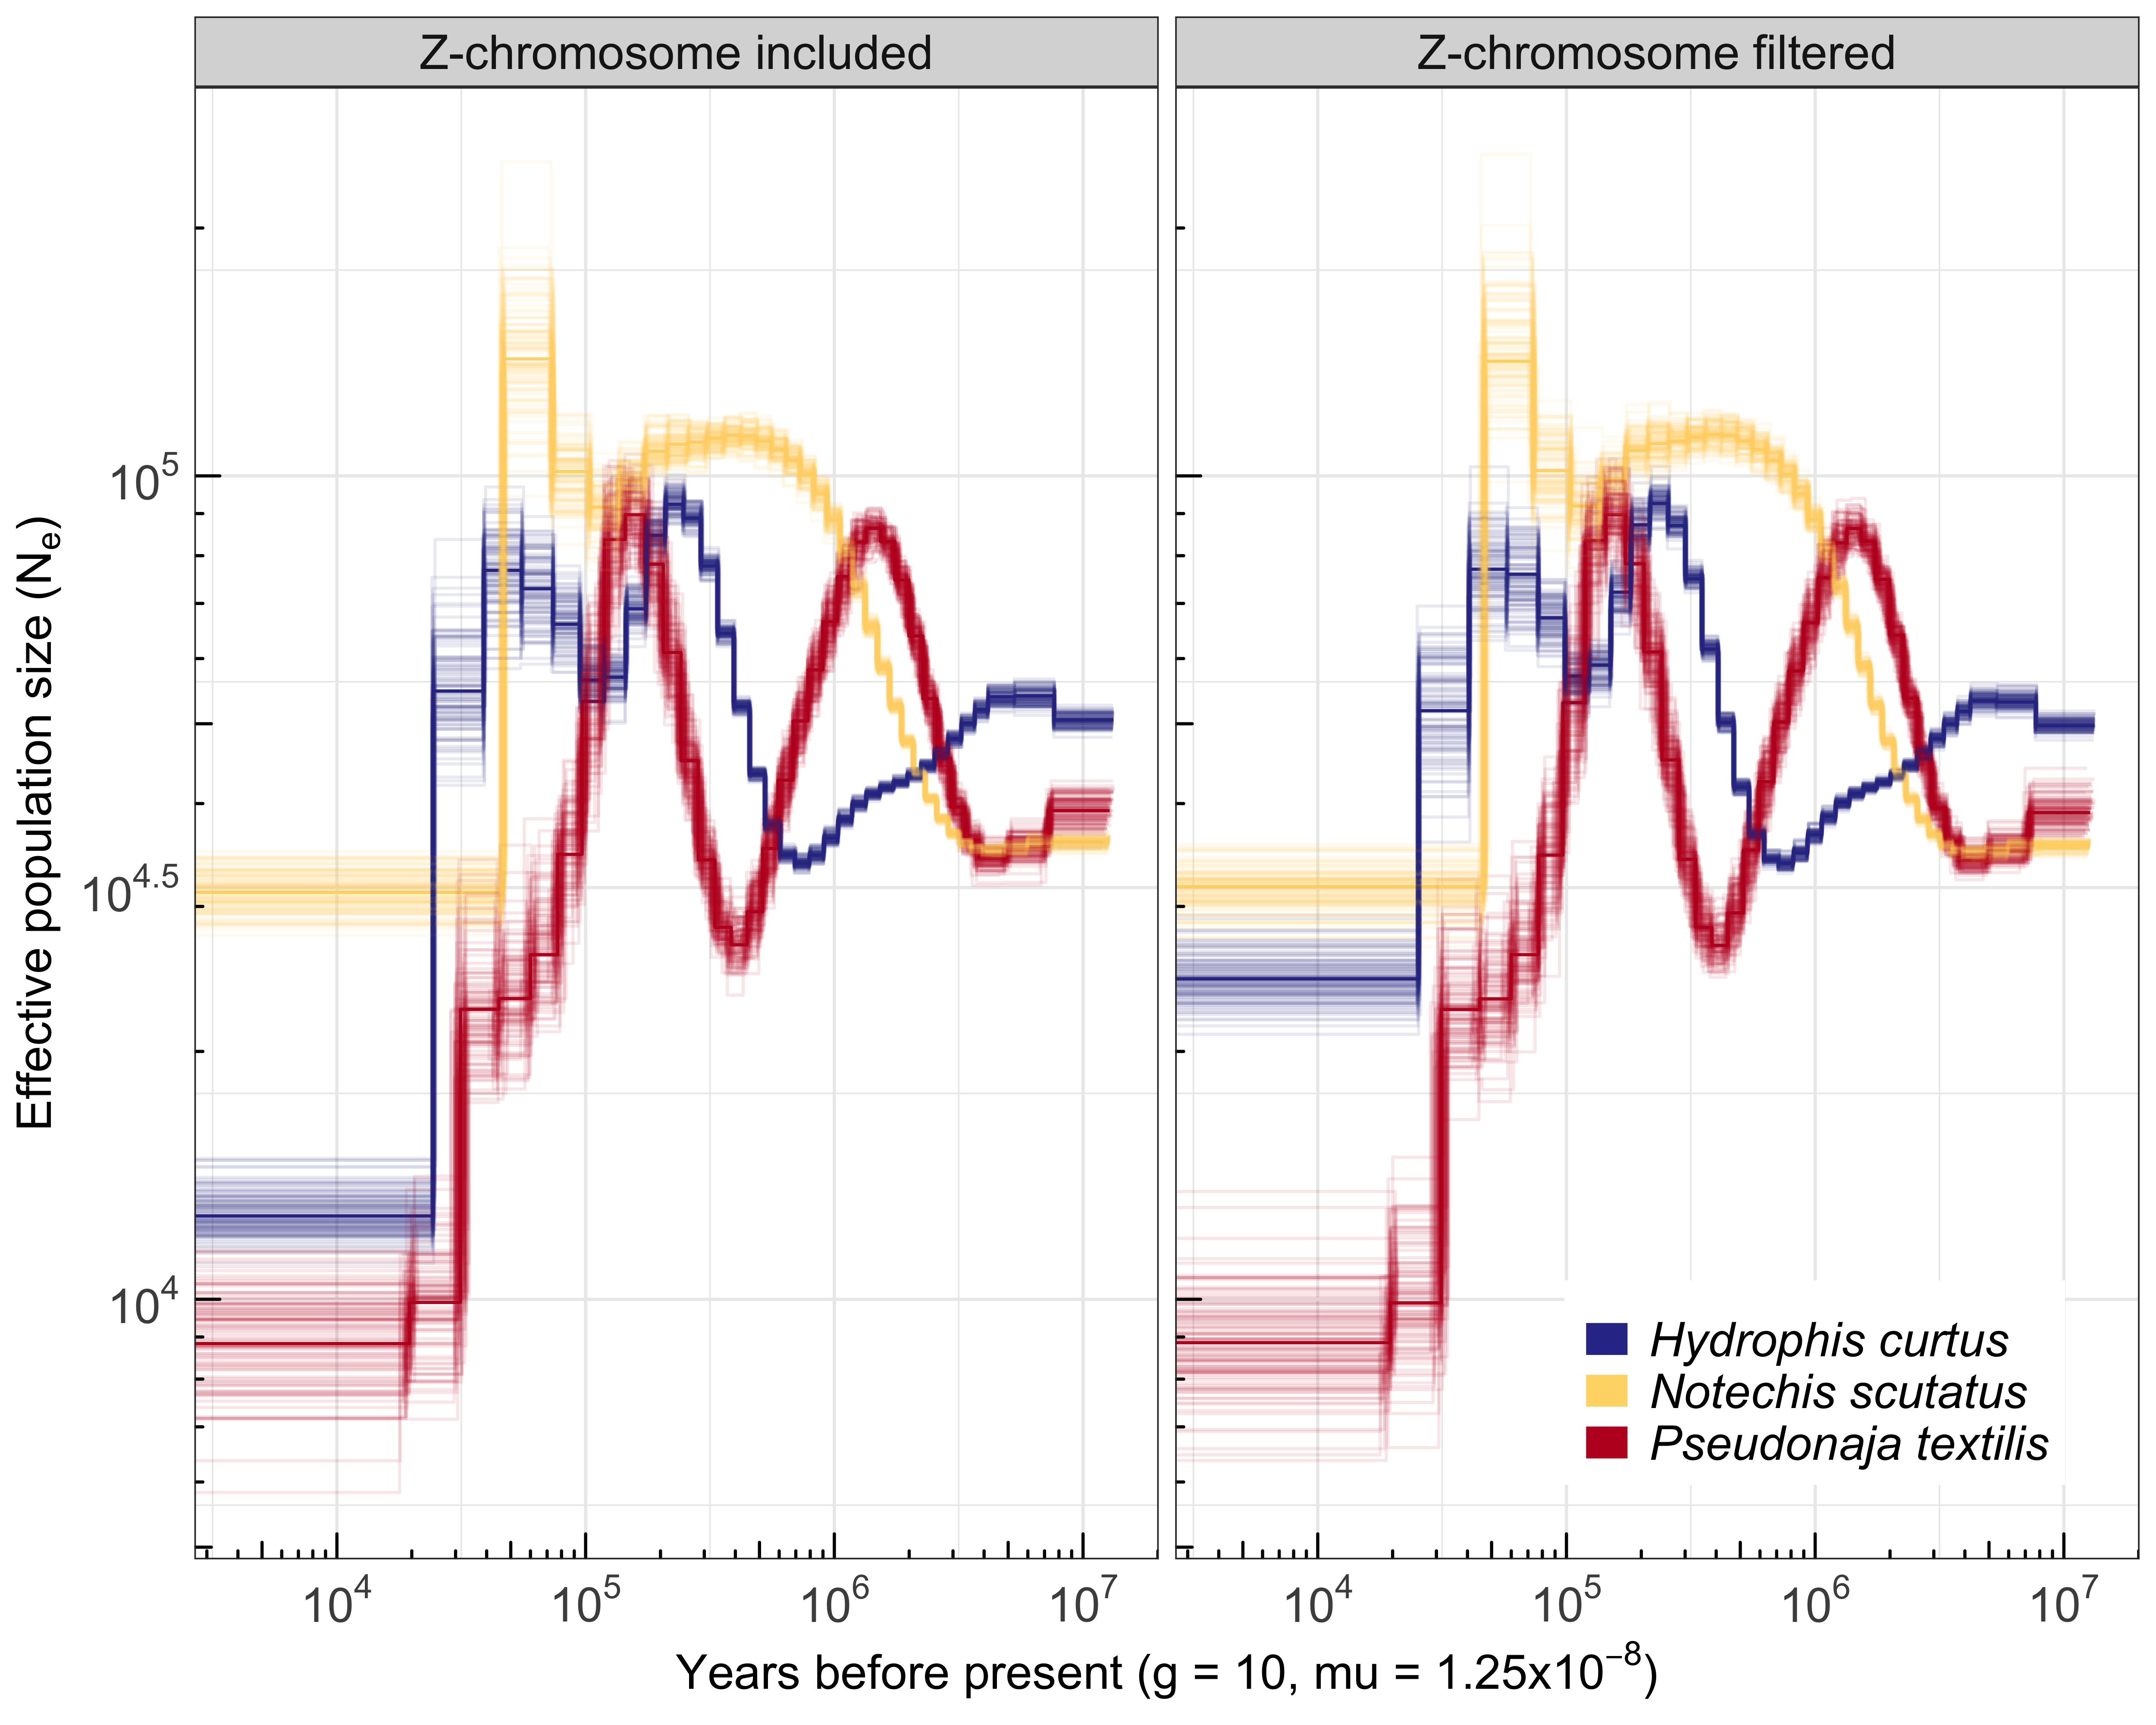 Z-chromosome included
Z-chromosome filtered
Effective population size (Nₑ)
10⁵
10⁴·⁵
10⁴
10⁴ 10⁵ 10⁶ 10⁷
10⁴ 10⁵ 10⁶ 10⁷
Hydrophis curtus
Notechis scutatus
Pseudonaja textilis
Years before present (g = 10, mu = 1.25x10⁻⁸)